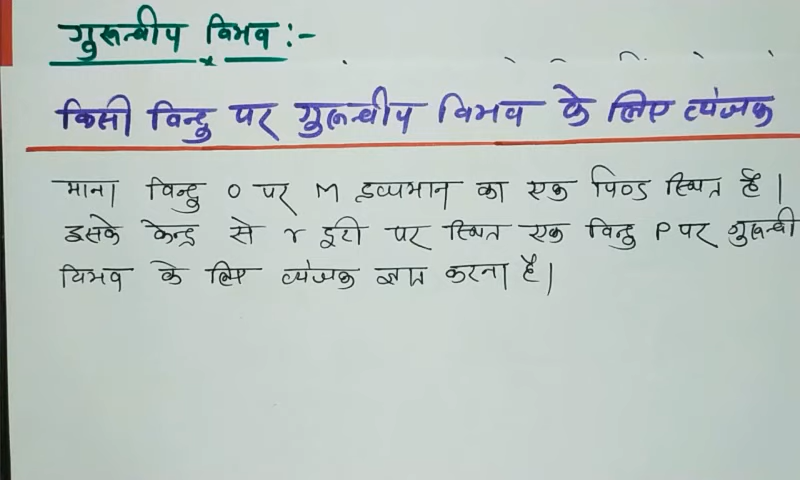 गुरुत्वीय विभव :-
किसी विन्दु पर गुरुत्वीय विभव के लिए व्यंजक
माना विन्दु O पर M द्रव्यमान का एक पिण्ड स्थित है।
इसके केन्द्र से r दूरी पर स्थित एक विन्दु P पर गुरुत्वी
विभव के लिए व्यंजक ज्ञात करना है।